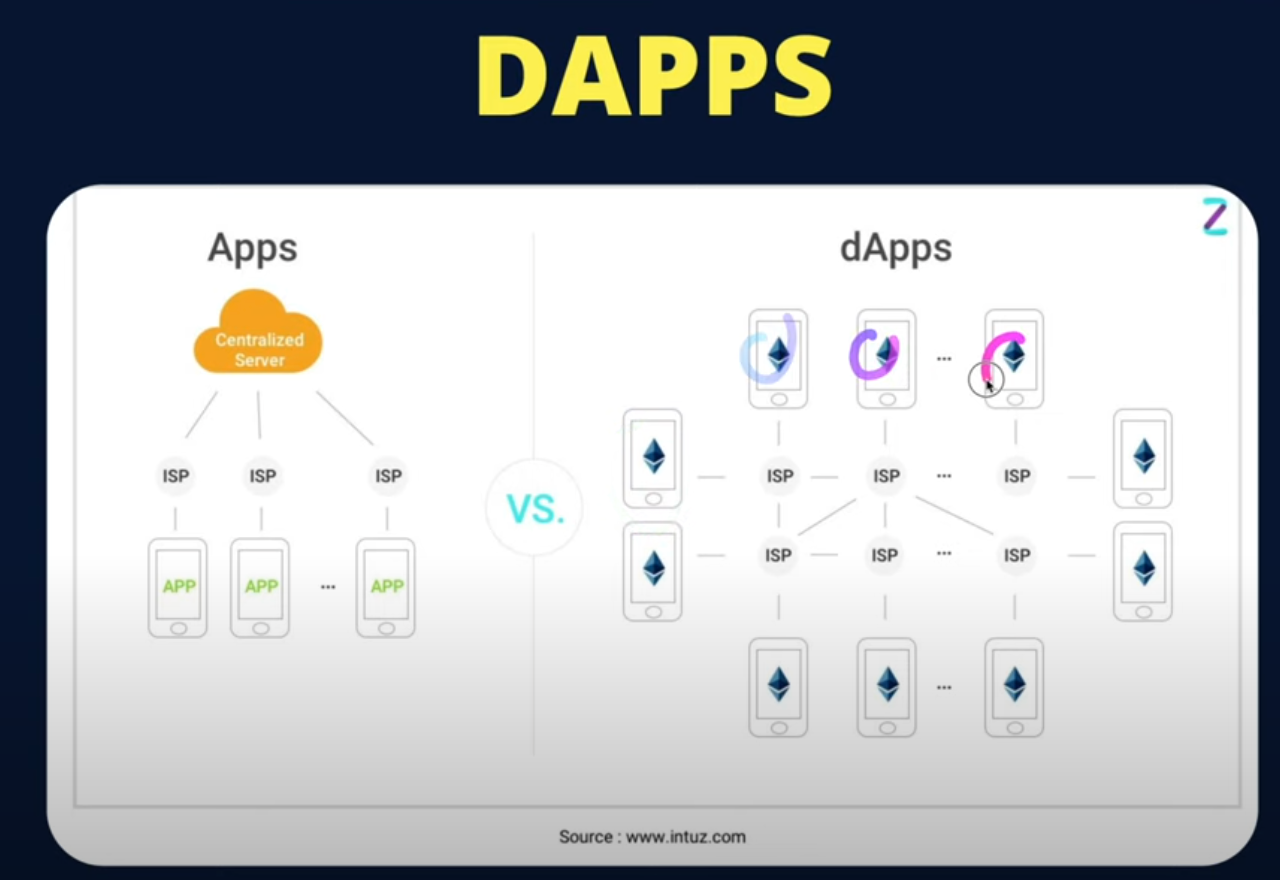 DAPPS
Apps
Centralized
Server
ISP ISP ISP
APP APP ... APP
VS.
dApps
...
ISP ISP ... ISP
ISP ISP ... ISP
...
Source : www.intuz.com